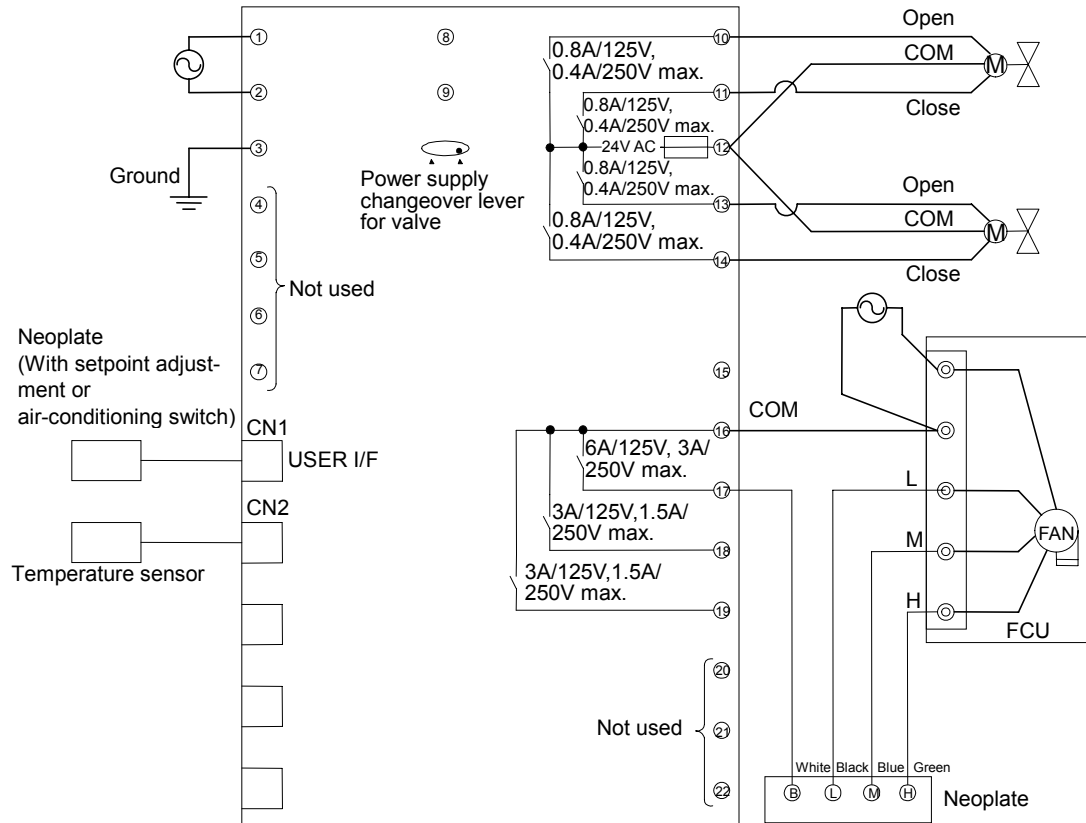 ①
②
③
Ground
④
⑤
⑥
⑦
Not used
⑧
⑨
Power supply
changeover lever
for valve
Neoplate
(With setpoint adjust-
ment or
air-conditioning switch)
CN1
USER I/F
CN2
Temperature sensor
0.8A/125V,
0.4A/250V max.
0.8A/125V,
0.4A/250V max.
24V AC
0.8A/125V,
0.4A/250V max.
0.8A/125V,
0.4A/250V max.
⑩
⑪
⑫
⑬
⑭
Open
COM
M
Close
Open
COM
M
Close
⑮
⑯
COM
6A/125V, 3A/
250V max.
⑰
3A/125V,1.5A/
250V max.
⑱
3A/125V,1.5A/
250V max.
⑲
L
M
H
FAN
FCU
Not used
⑳
㉑
㉒
White Black Blue Green
B L M H
Neoplate